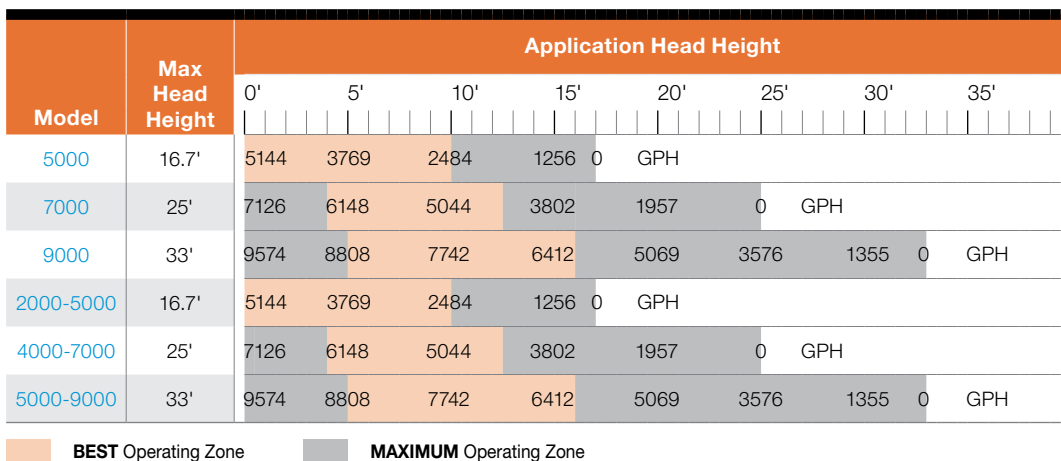 Model
Max Head Height
Application Head Height
0' 5' 10' 15' 20' 25' 30' 35'
5000 16.7' 5144 3769 2484 1256 0 GPH
7000 25' 7126 6148 5044 3802 1957 0 GPH
9000 33' 9574 8808 7742 6412 5069 3576 1355 0 GPH
2000-5000 16.7' 5144 3769 2484 1256 0 GPH
4000-7000 25' 7126 6148 5044 3802 1957 0 GPH
5000-9000 33' 9574 8808 7742 6412 5069 3576 1355 0 GPH
BEST Operating Zone MAXIMUM Operating Zone